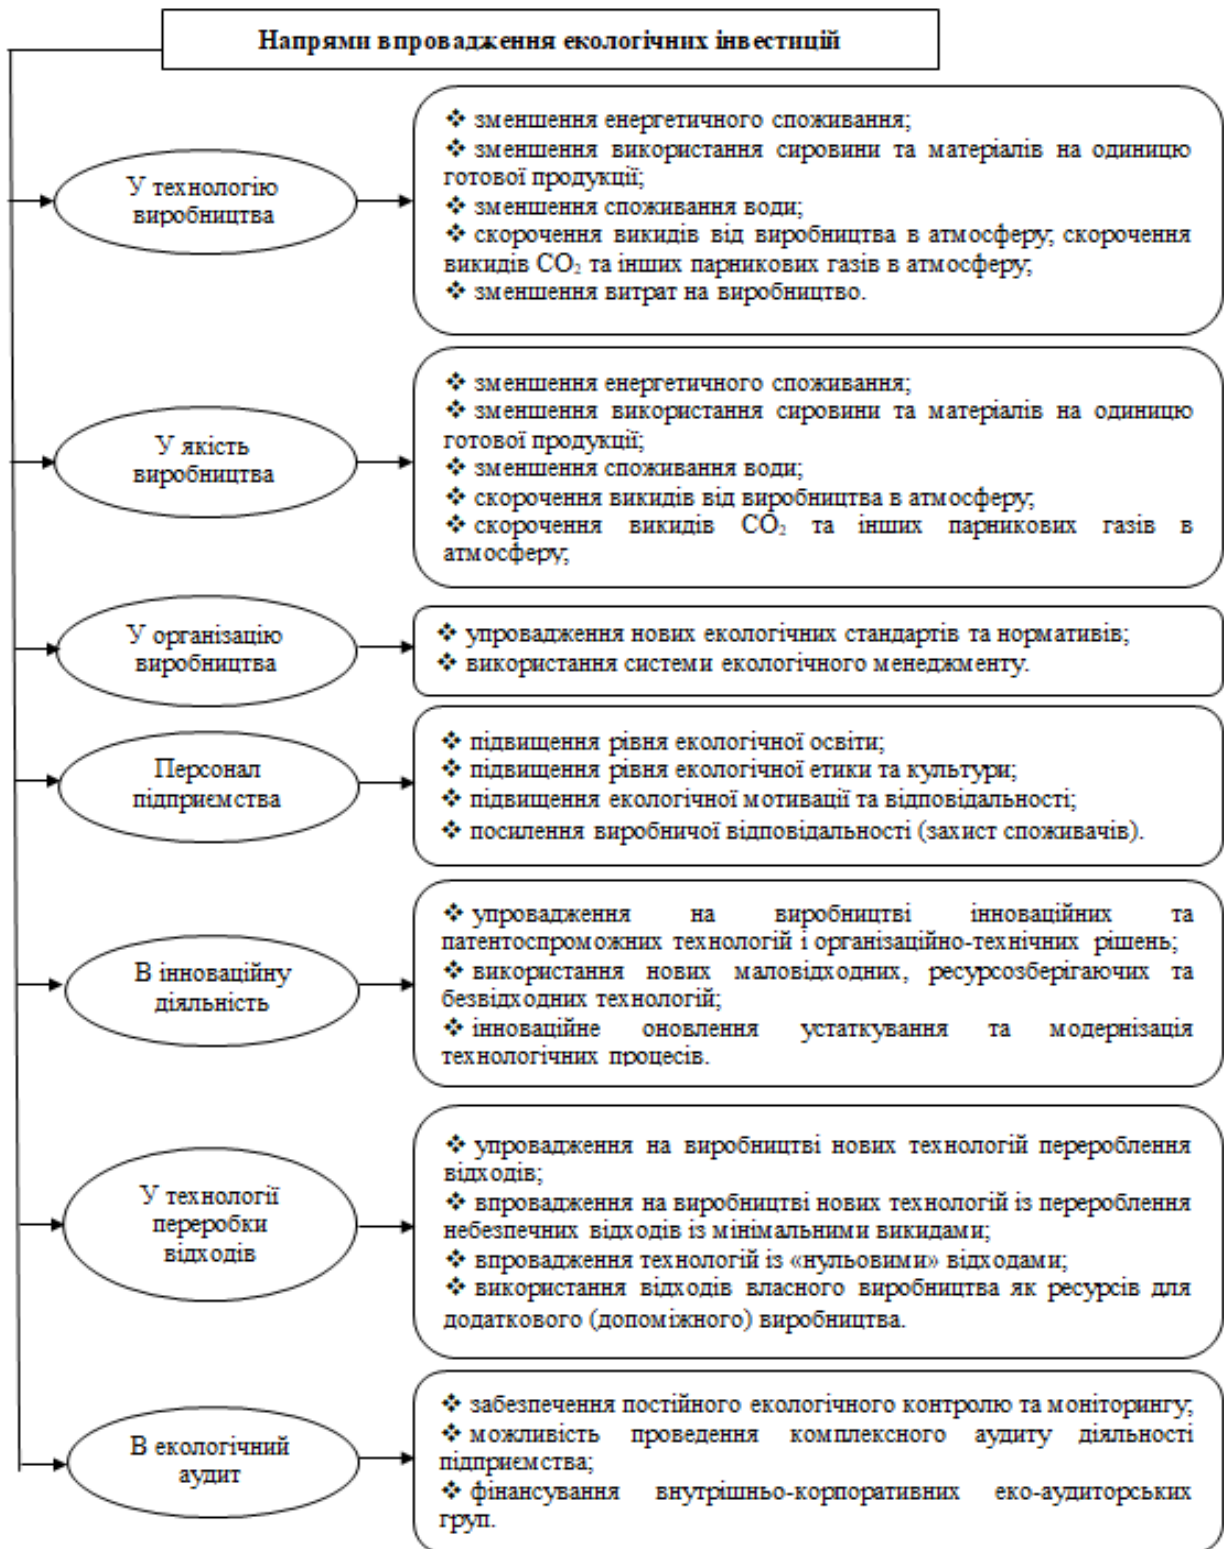 Напрями впровадження екологічних інвестицій
У технологію
виробництва
❖ зменшення енергетичного споживання;
❖ зменшення використання сировини та матеріалів на одиницю
готової продукції;
❖ зменшення споживання води;
❖ скорочення викидів від виробництва в атмосферу; скорочення
викидів CO₂ та інших парникових газів в атмосферу;
❖ зменшення витрат на виробництво.
У якість
виробництва
❖ зменшення енергетичного споживання;
❖ зменшення використання сировини та матеріалів на одиницю
готової продукції;
❖ зменшення споживання води;
❖ скорочення викидів від виробництва в атмосферу;
❖ скорочення викидів CO₂ та інших парникових газів в
атмосферу;
У організацію
виробництва
❖ упровадження нових екологічних стандартів та нормативів;
❖ використання системи екологічного менеджменту.
Персонал
підприємства
❖ підвищення рівня екологічної освіти;
❖ підвищення рівня екологічної етики та культури;
❖ підвищення екологічної мотивації та відповідальності;
❖ посилення виробничої відповідальності (захист споживачів).
В інноваційну
діяльність
❖ упровадження на виробництві інноваційних та
патентоспроможних технологій і організаційно-технічних рішень;
❖ використання нових маловідходних, ресурсозберігаючих та
безвідходних технологій;
❖ інноваційне оновлення устаткування та модернізація
технологічних процесів.
У технології
переробки
відходів
❖ упровадження на виробництві нових технологій перероблення
відходів;
❖ впровадження на виробництві нових технологій із перероблення
небезпечних відходів із мінімальними викидами;
❖ впровадження технологій із «нульовими» відходами;
❖ використання відходів власного виробництва як ресурсів для
додаткового (допоміжного) виробництва.
В екологічний
аудит
❖ забезпечення постійного екологічного контролю та моніторингу;
❖ можливість проведення комплексного аудиту діяльності
підприємства;
❖ фінансування внутрішньо-корпоративних еко-аудиторських
груп.